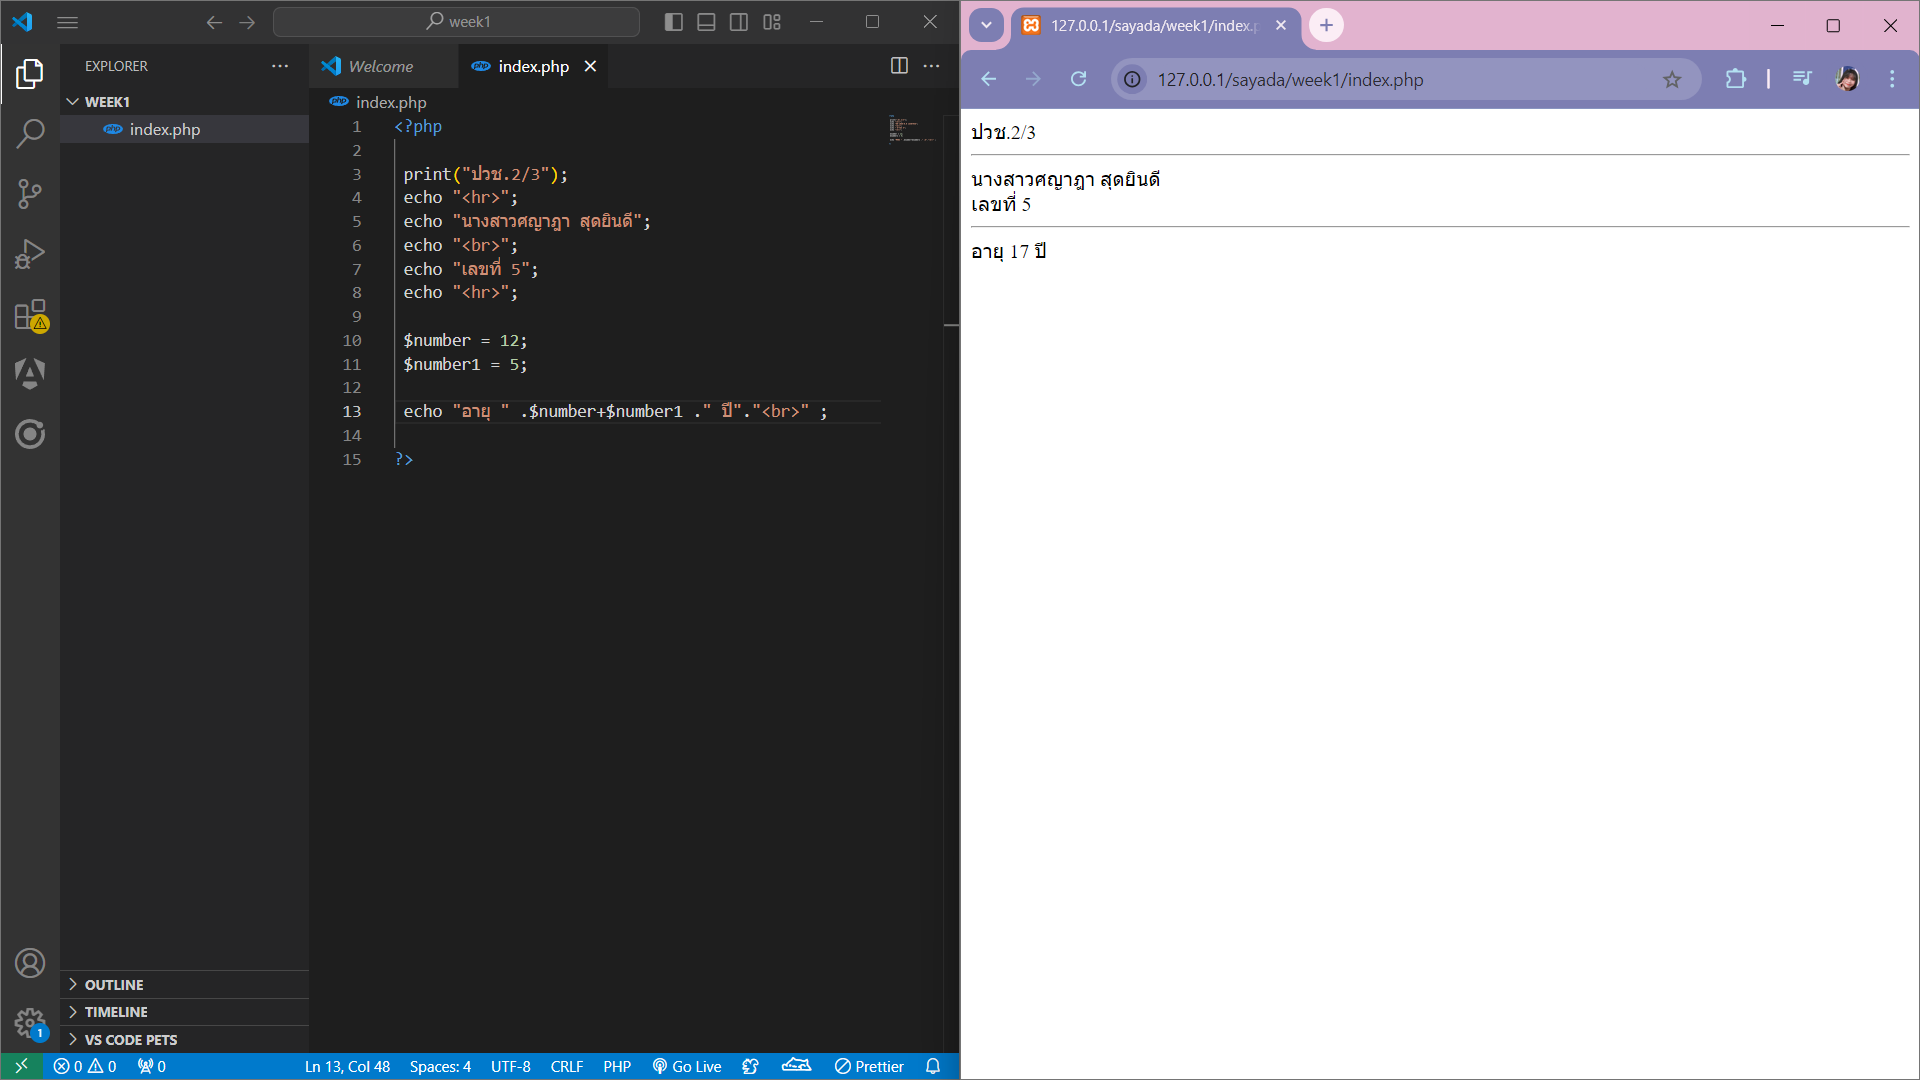 week1
EXPLORER
WEEK1
index.php
OUTLINE
TIMELINE
VS CODE PETS
Welcome
index.php
index.php
1 <?php
2
3 print("ปวช.2/3");
4 echo "<hr>";
5 echo "นางสาวศญาฎา สุดยินดี";
6 echo "<br>";
7 echo "เลขที่ 5";
8 echo "<hr>";
9
10 $number = 12;
11 $number1 = 5;
12
13 echo "อายุ " .$number+$number1 ." ปี"."<br>" ;
14
15 ?>
1
0 0 0 Ln 13, Col 48 Spaces: 4 UTF-8 CRLF PHP Go Live Prettier
127.0.0.1/sayada/week1/index.p
127.0.0.1/sayada/week1/index.php
ปวช.2/3
นางสาวศญาฎา สุดยินดี
เลขที่ 5
อายุ 17 ปี